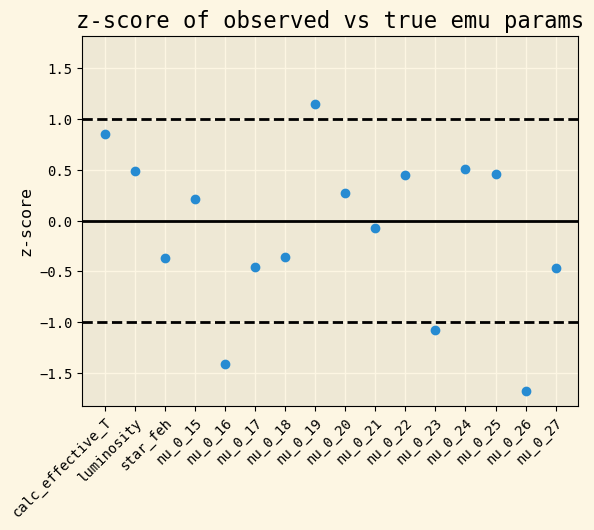 z-score of observed vs true emu params
z-score
1.5
1.0
0.5
0.0
−0.5
−1.0
−1.5
calc_effective_T
luminosity
star_feh
nu_0_15
nu_0_16
nu_0_17
nu_0_18
nu_0_19
nu_0_20
nu_0_21
nu_0_22
nu_0_23
nu_0_24
nu_0_25
nu_0_26
nu_0_27